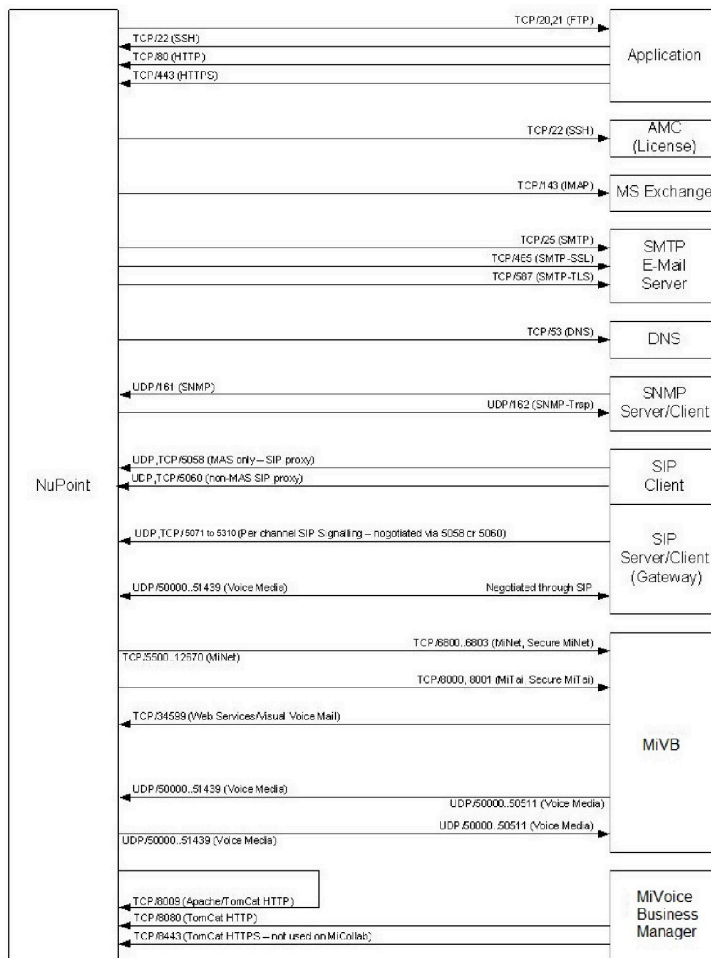 TCP/20,21 (FTP)
TCP/22 (SSH)
TCP/80 (HTTP)
TCP/443 (HTTPS)
Application
TCP/22 (SSH)
AMC
(License)
TCP/143 (IMAP)
MS Exchange
TCP/25 (SMTP)
TCP/465 (SMTP-SSL)
TCP/587 (SMTP-TLS)
SMTP
E-Mail
Server
TCP/53 (DNS)
DNS
UDP/161 (SNMP)
UDP/162 (SNMP-Trap)
SNMP
Server/Client
NuPoint
UDP,TCP/5058 (MAS only – SIP proxy)
UDP,TCP/5060 (non-MAS SIP proxy)
SIP
Client
UDP,TCP/5071 to 5310 (Per channel SIP Signalling – negotiated via 5058 or 5060)
UDP/50000..51439 (Voice Media)
Negotiated through SIP
SIP
Server/Client
(Gateway)
TCP/6800..6803 (MiNet, Secure MiNet)
TCP/5500..12670 (MiNet)
TCP/8000, 8001 (MiTai, Secure MiTai)
TCP/34599 (Web Services/Visual Voice Mail)
MiVB
UDP/50000..51439 (Voice Media)
UDP/50000..50511 (Voice Media)
UDP/50000..50511 (Voice Media)
UDP/50000..51439 (Voice Media)
TCP/8009 (Apache/TomCat HTTP)
TCP/8080 (TomCat HTTP)
TCP/8443 (TomCat HTTPS – not used on MiCollab)
MiVoice
Business
Manager